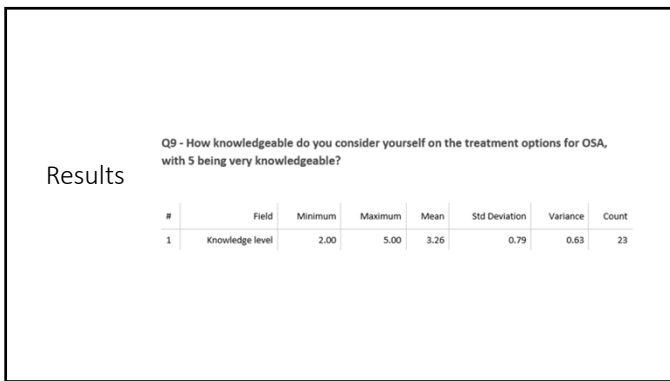 Results
Q9 - How knowledgeable do you consider yourself on the treatment options for OSA,
with 5 being very knowledgeable?
# Field Minimum Maximum Mean Std Deviation Variance Count
1 Knowledge level 2.00 5.00 3.26 0.79 0.63 23